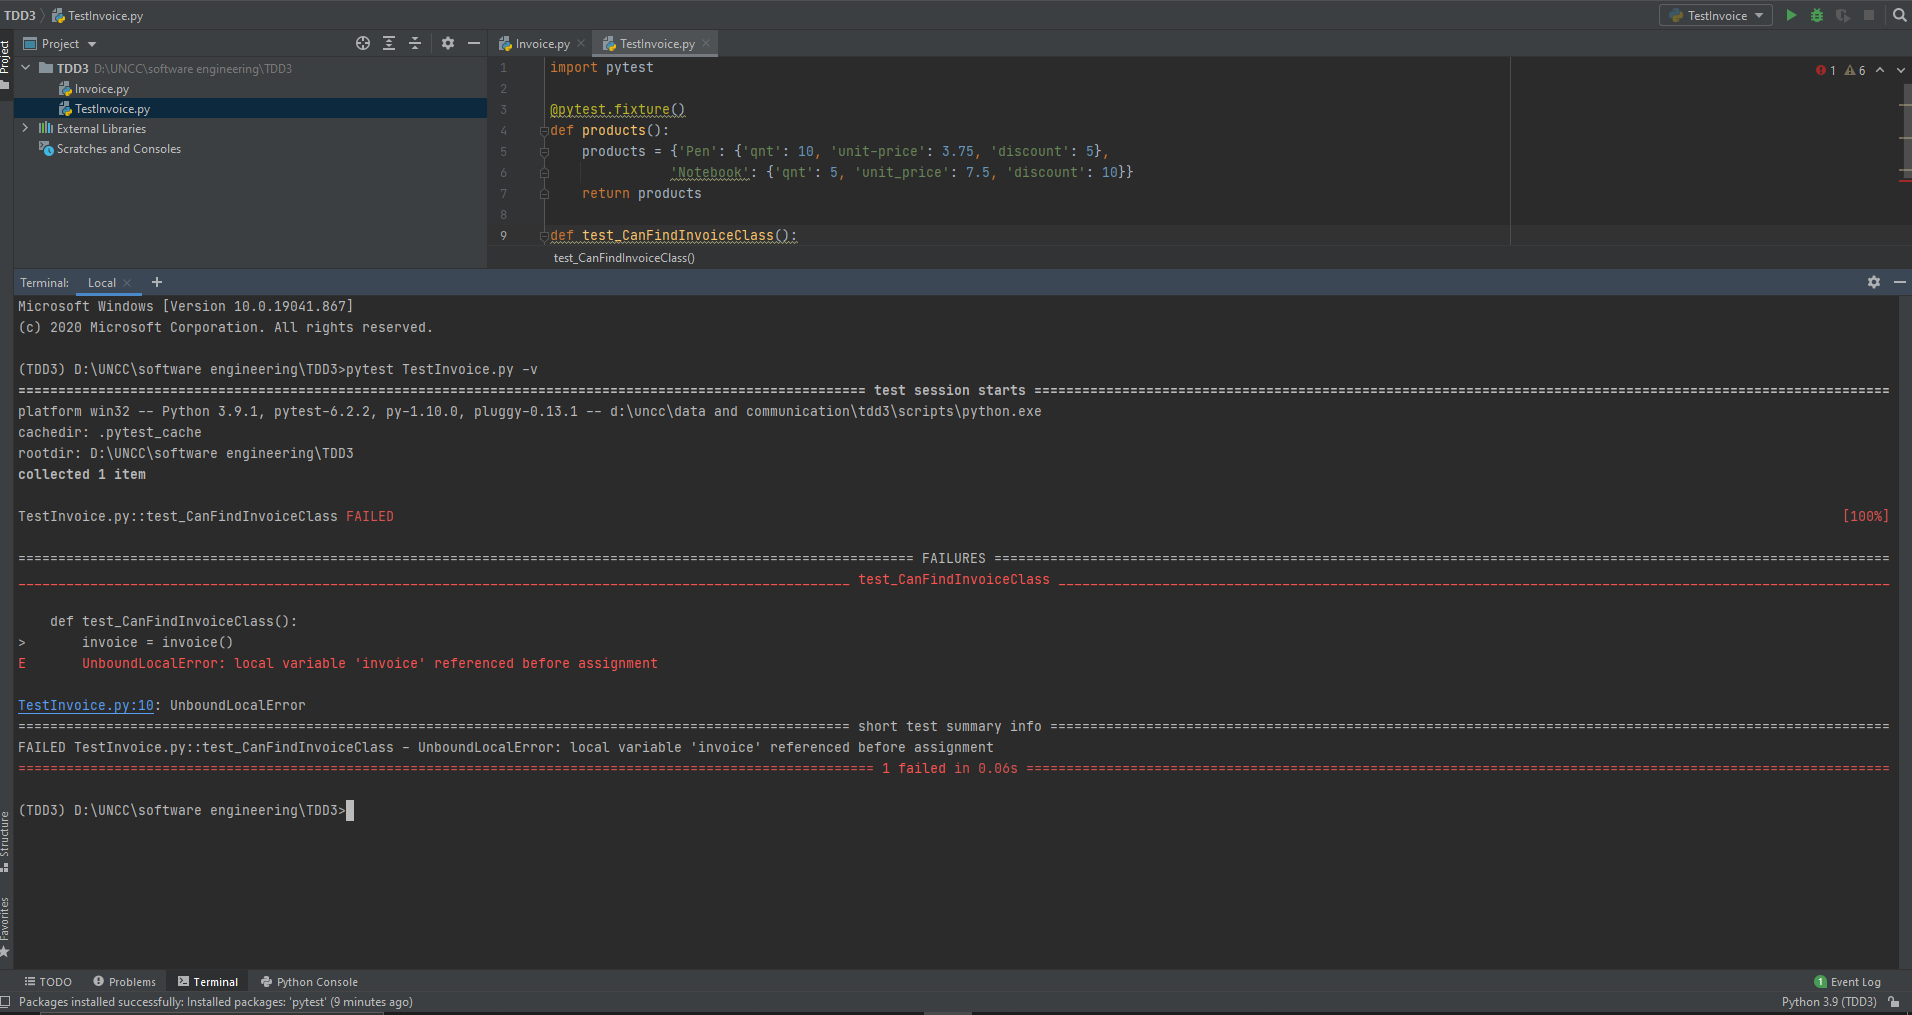 TDD3 TestInvoice.py TestInvoice
Project
Project
TDD3 D:\UNCC\software engineering\TDD3
Invoice.py
TestInvoice.py
External Libraries
Scratches and Consoles
Invoice.py TestInvoice.py
1 import pytest
2
3 @pytest.fixture()
4 def products():
5 products = {'Pen': {'qnt': 10, 'unit-price': 3.75, 'discount': 5},
6 'Notebook': {'qnt': 5, 'unit_price': 7.5, 'discount': 10}}
7 return products
8
9 def test_CanFindInvoiceClass():
test_CanFindInvoiceClass()
1 6
Terminal: Local +
Microsoft Windows [Version 10.0.19041.867]
(c) 2020 Microsoft Corporation. All rights reserved.
(TDD3) D:\UNCC\software engineering\TDD3>pytest TestInvoice.py -v
========== test session starts ==========
platform win32 -- Python 3.9.1, pytest-6.2.2, py-1.10.0, pluggy-0.13.1 -- d:\uncc\data and communication\tdd3\scripts\python.exe
cachedir: .pytest_cache
rootdir: D:\UNCC\software engineering\TDD3
collected 1 item
TestInvoice.py::test_CanFindInvoiceClass FAILED [100%]
========== FAILURES ==========
__________ test_CanFindInvoiceClass __________
def test_CanFindInvoiceClass():
> invoice = invoice()
E UnboundLocalError: local variable 'invoice' referenced before assignment
TestInvoice.py:10: UnboundLocalError
========== short test summary info ==========
FAILED TestInvoice.py::test_CanFindInvoiceClass - UnboundLocalError: local variable 'invoice' referenced before assignment
========== 1 failed in 0.06s ==========
(TDD3) D:\UNCC\software engineering\TDD3>
Structure
Favorites
TODO Problems Terminal Python Console 1 Event Log
Packages installed successfully: Installed packages: 'pytest' (9 minutes ago) Python 3.9 (TDD3)